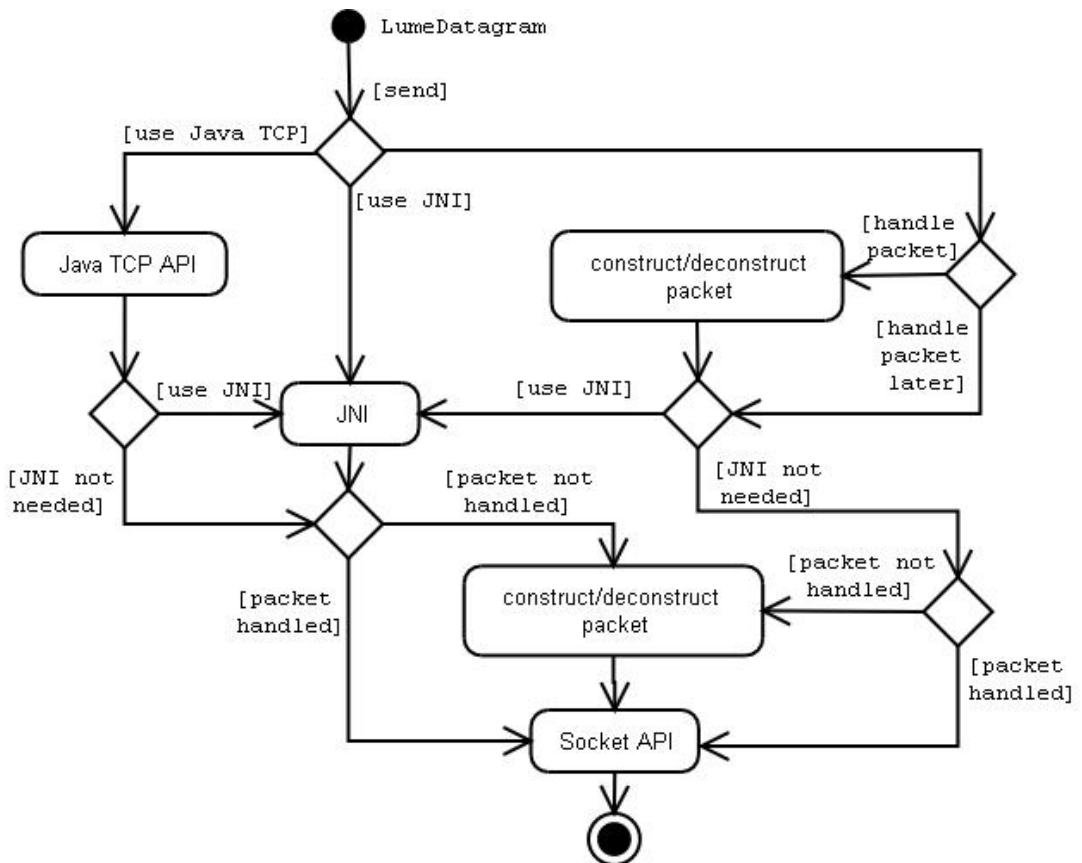 LumeDatagram
[send]
[use Java TCP]
[use JNI]
[handle
packet]
Java TCP API
construct/deconstruct
packet
[handle
packet
later]
[use JNI]
JNI
[use JNI]
[JNI not
needed]
[packet not
handled]
[JNI not
needed]
[packet
handled]
construct/deconstruct
packet
[packet not
handled]
[packet
handled]
Socket API